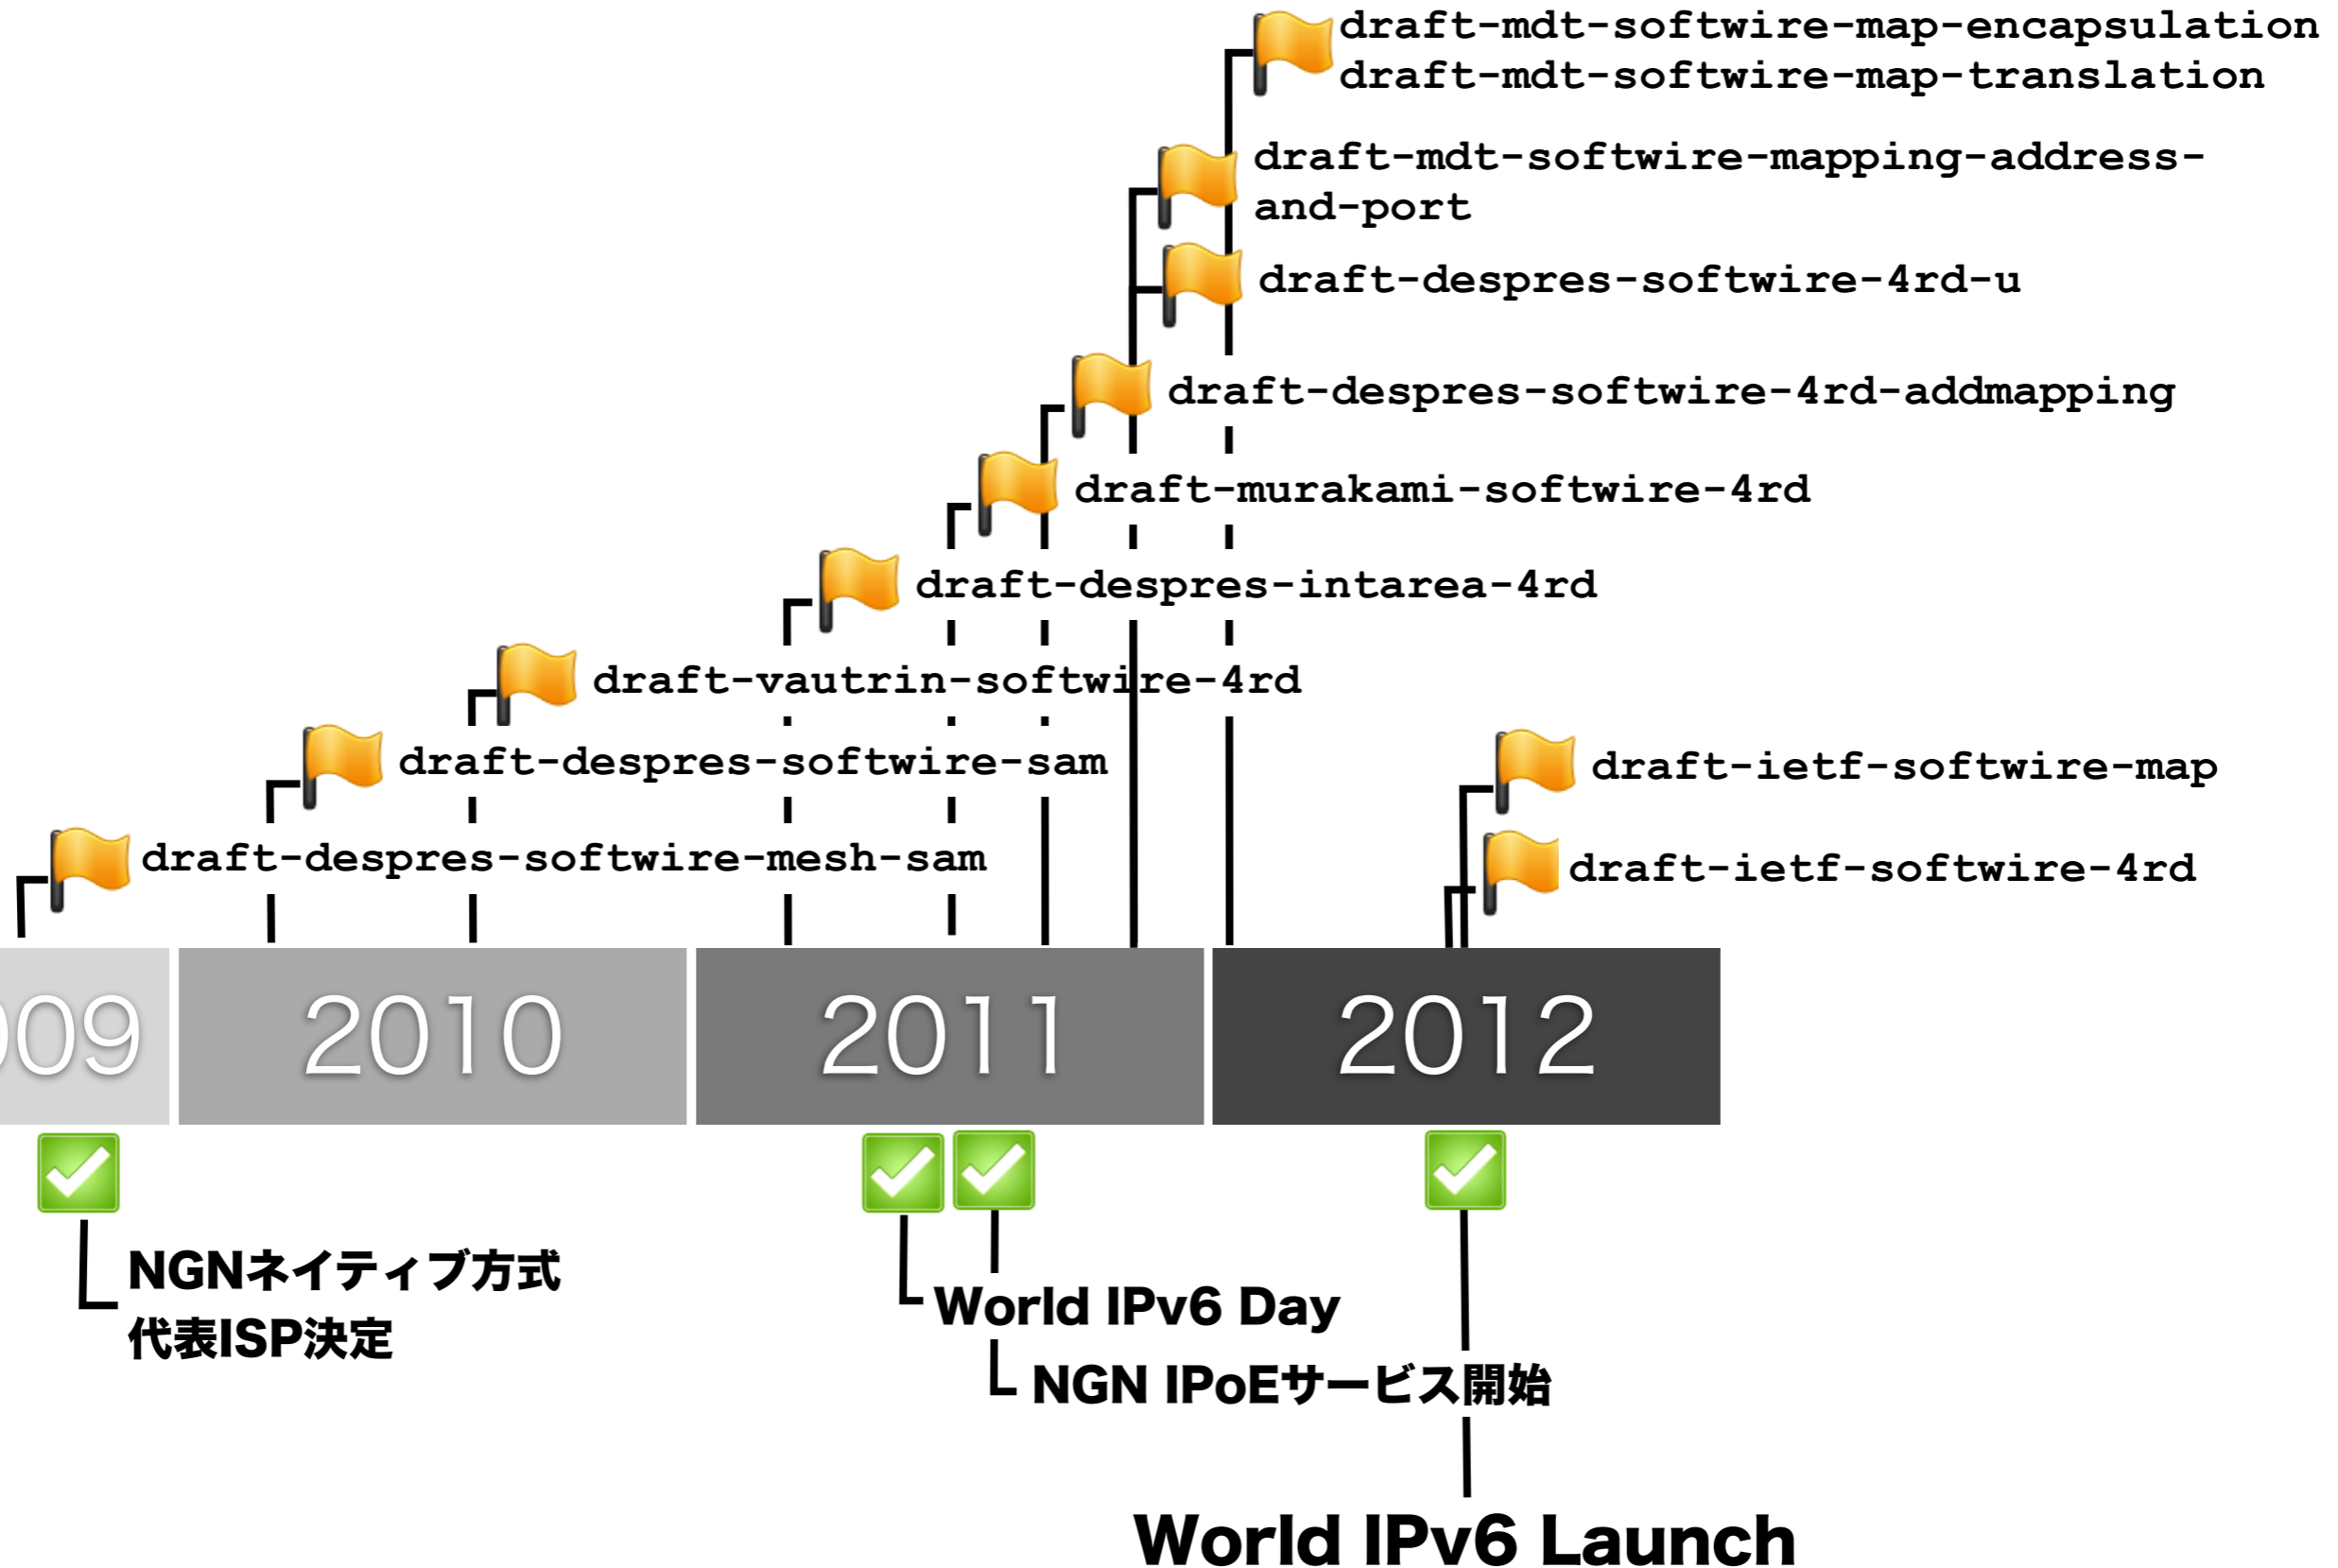 draft-mdt-softwire-map-encapsulation
draft-mdt-softwire-map-translation
draft-mdt-softwire-mapping-address-
and-port
draft-despres-softwire-4rd-u
draft-despres-softwire-4rd-addmapping
draft-murakami-softwire-4rd
draft-despres-intarea-4rd
draft-vautrin-softwire-4rd
draft-despres-softwire-sam
draft-ietf-softwire-map
draft-despres-softwire-mesh-sam
draft-ietf-softwire-4rd
009 2010 2011 2012
NGNネイティブ方式
代表ISP決定
World IPv6 Day
NGN IPoEサービス開始
World IPv6 Launch